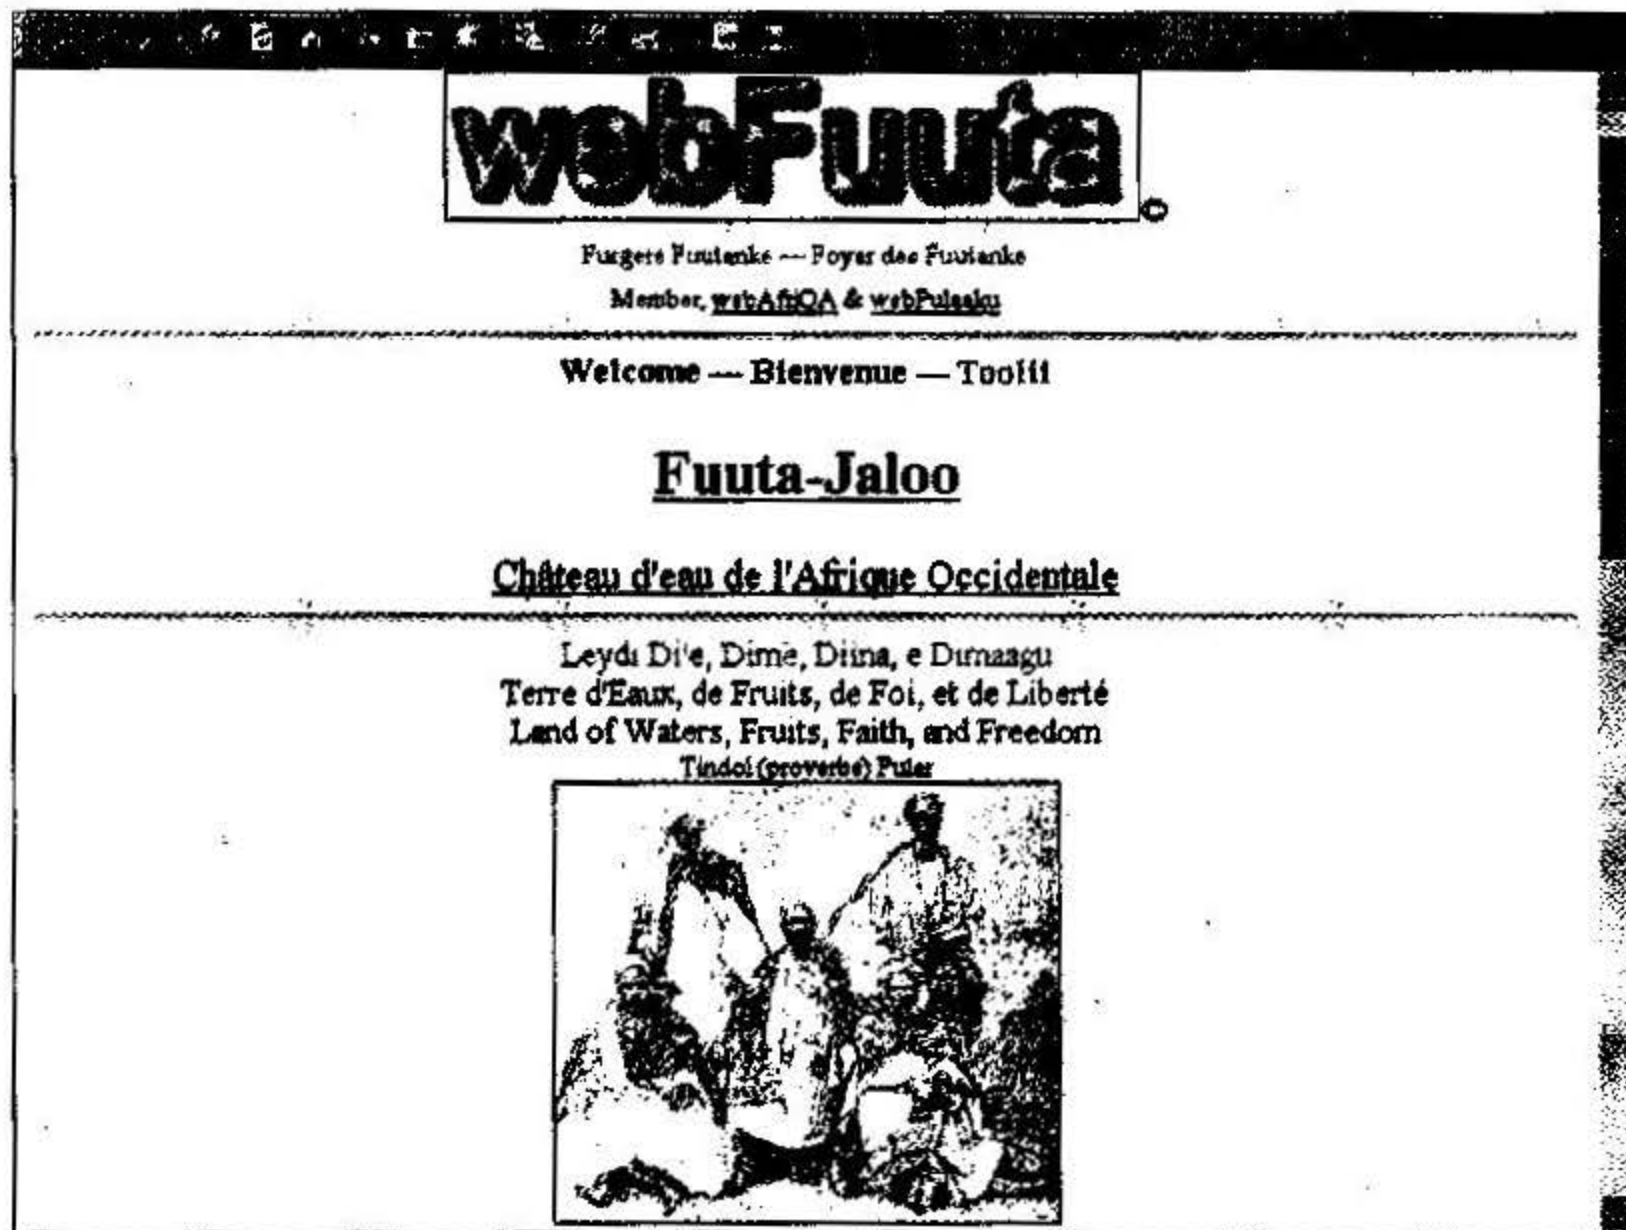 webFuuta ©
Fuutanke — Foyer des Fuutanke
Member, webAfriQA & webPulaaku
Welcome — Bienvenue — Toolii
Fuuta-Jaloo
Château d'eau de l'Afrique Occidentale
Leydi Di'e, Dime, Diina, e Dimaagu
Terre d'Eaux, de Fruits, de Foi, et de Liberté
Land of Waters, Fruits, Faith, and Freedom
Tindol (proverbe) Pular